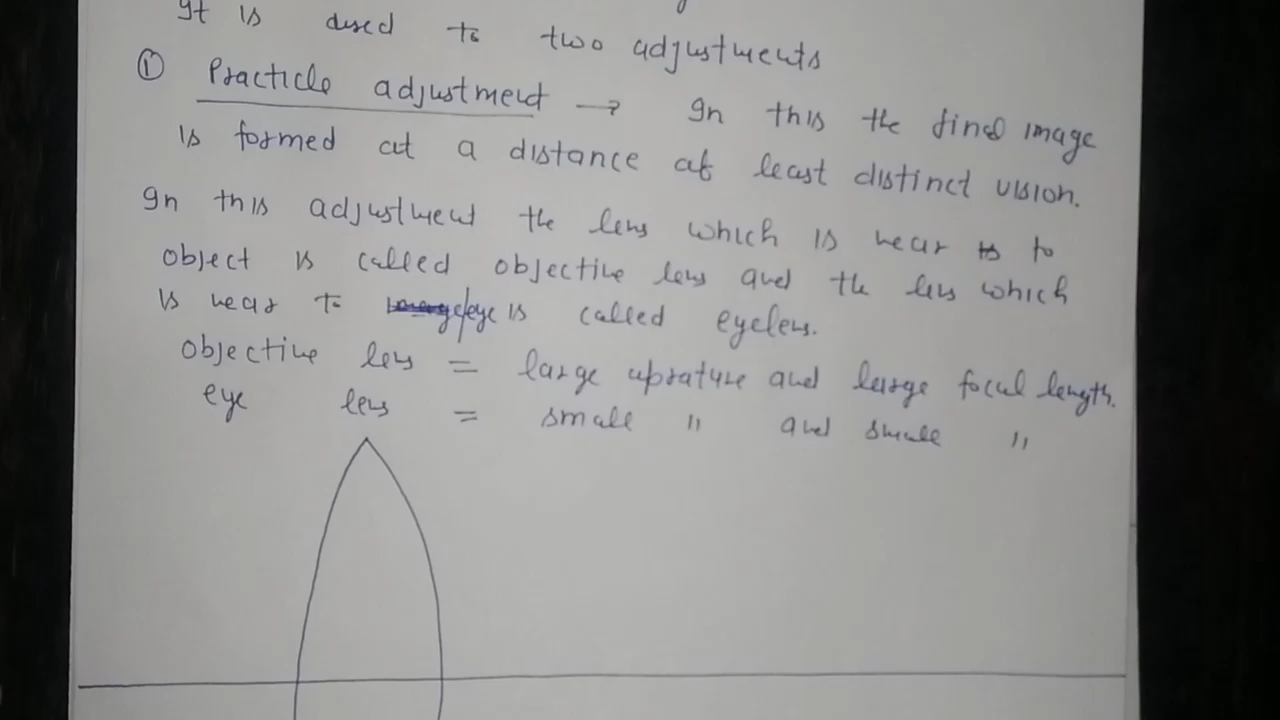 It is used to two adjustments
① Practicle adjustment → In this the final image
is formed at a distance of least distinct vision.
In this adjustment the lens which is near to
object is called objective lens and the lens which
is near to eye is called eyelens.
objective lens = large aprature and large focal length.
eye lens = small " and small "